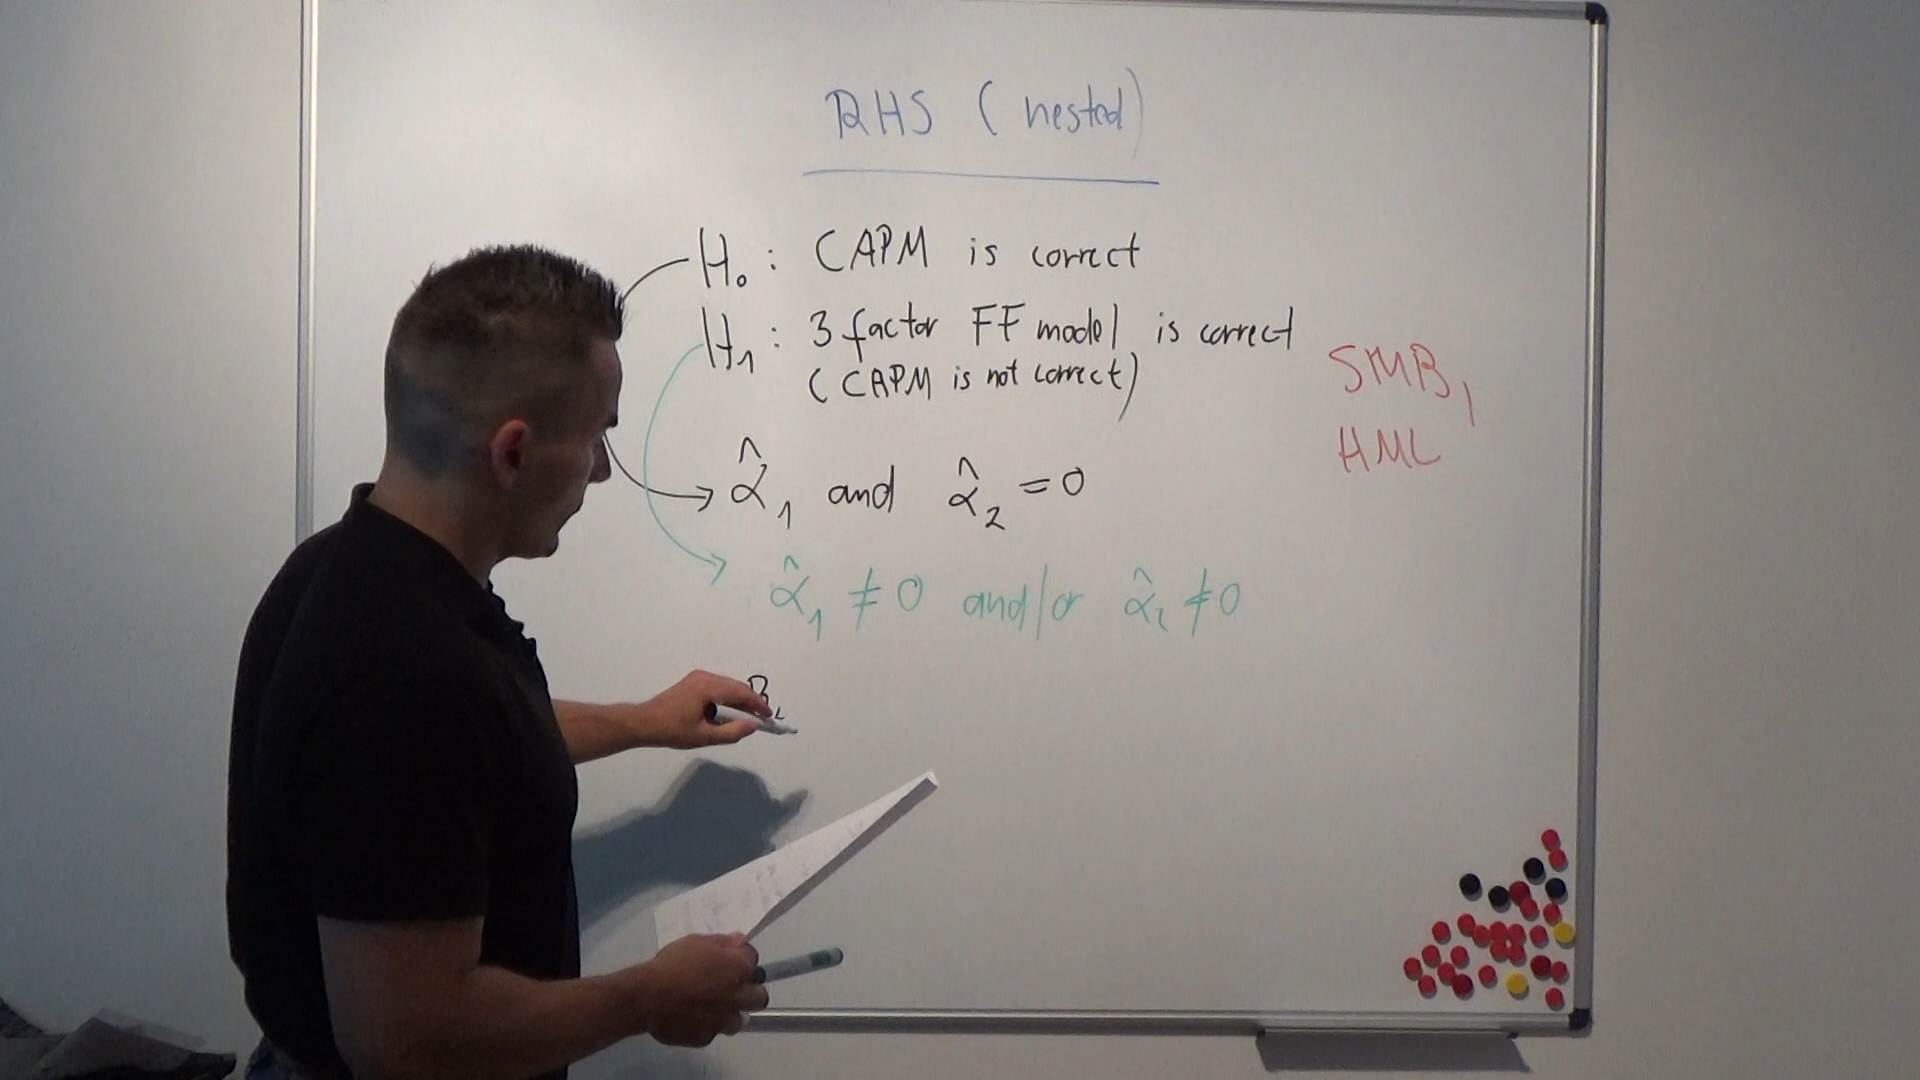 RHS (nested)
H₀: CAPM is correct
H₁: 3 factor FF model is correct
(CAPM is not correct)
SMB,
HML
α̂₁ and α̂₂ = 0
α̂₁ ≠ 0 and/or α̂₂ ≠ 0